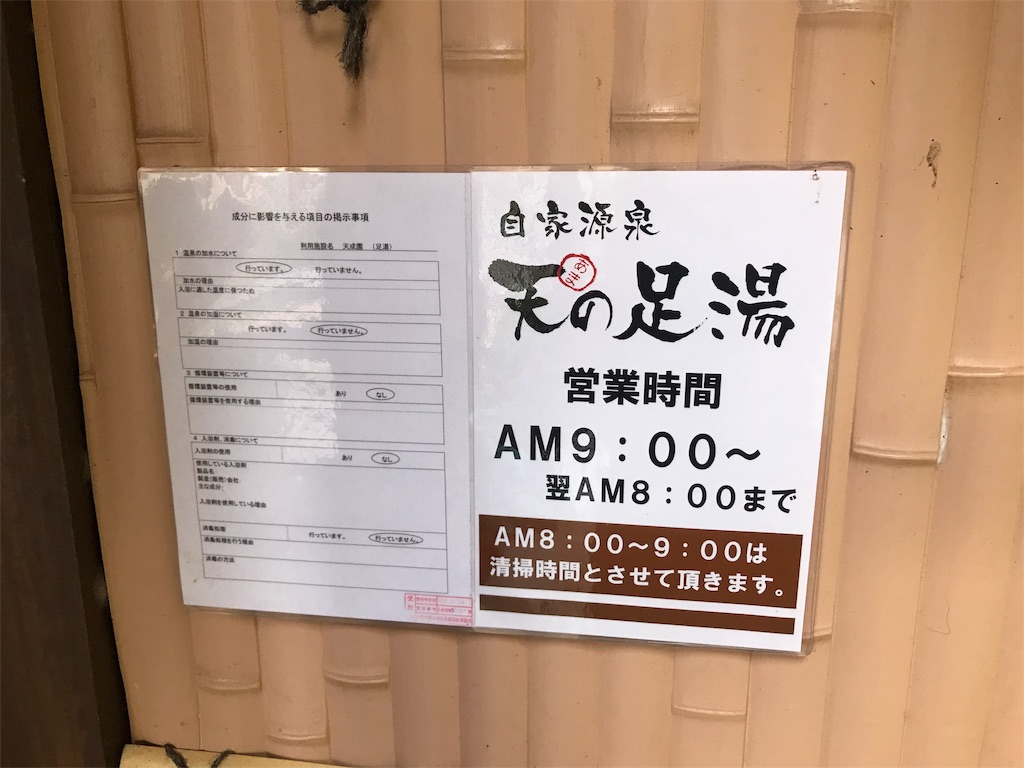 成分に影響を与える項目の掲示事項
利用施設名 天成園 (足湯)
1 温泉の加水について
行っています。 行っていません。
加水の理由
入浴に適した温度に保つため
2 温泉の加温について
行っています。 行っていません。
加温の理由
3 循環装置等について
循環装置等の使用 あり なし
循環装置等を使用する理由
4 入浴剤、消毒について
入浴剤の使用 あり なし
使用している入浴剤
製品名
製造(販売)会社:
主な成分:
入浴剤を使用している理由
消毒処理 行っています。 行っていません。
消毒処理を行う理由
消毒の方法
自家源泉
あま
天の足湯
営業時間
AM9:00～
翌AM8:00まで
AM8:00～9:00は
清掃時間とさせて頂きます。